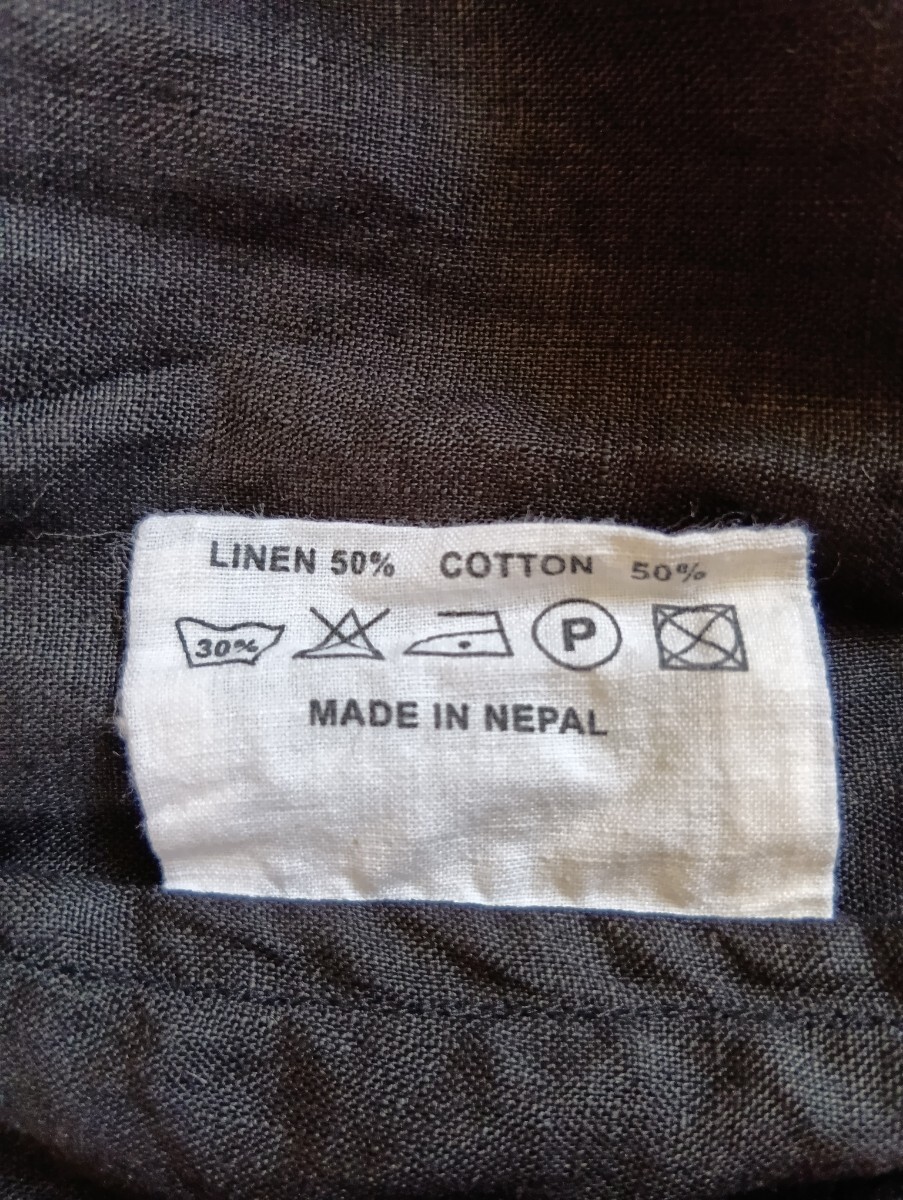 LINEN 50% COTTON 50%
30% P
MADE IN NEPAL